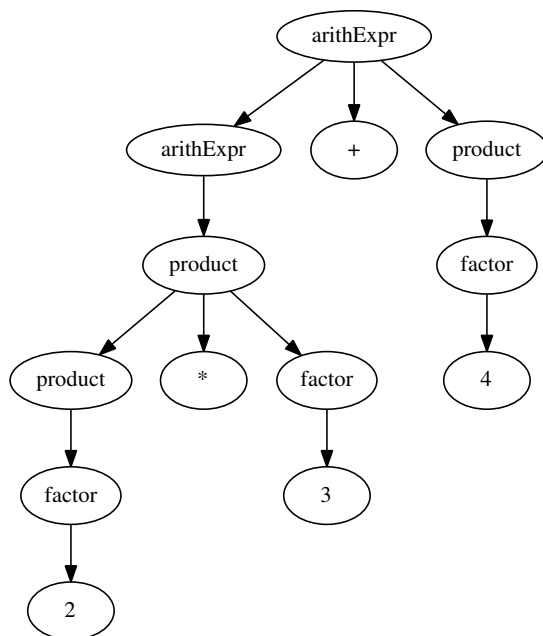 arithExpr
arithExpr + product
product factor
product * factor 4
factor 3
2